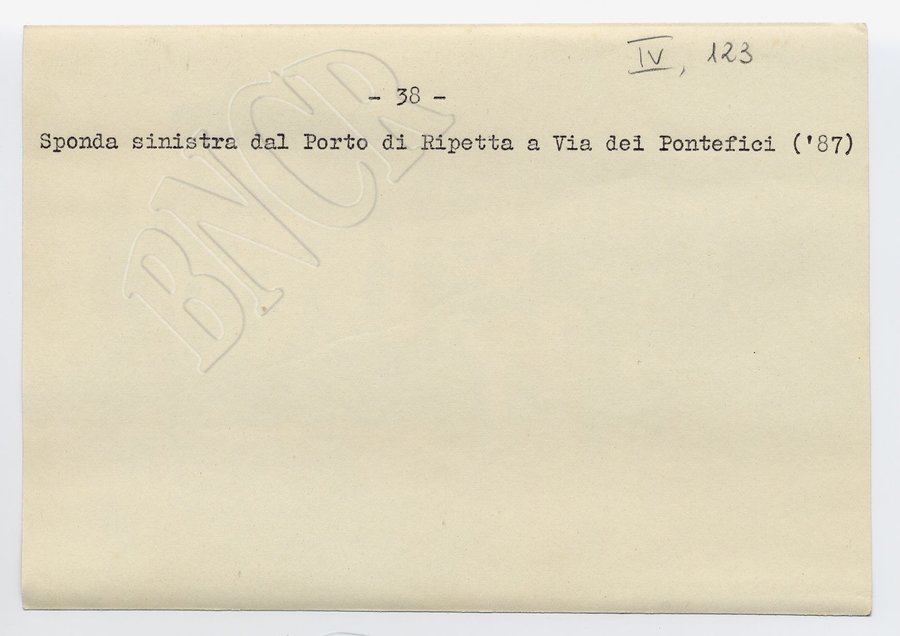 IV, 123
- 38 -
Sponda sinistra dal Porto di Ripetta a Via dei Pontefici ('87)
BNCR